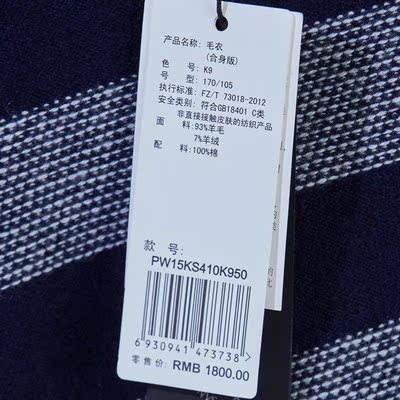 产品名称: 毛衣
(合身版)
色 号: K9
号 型: 170/105
执行标准: FZ/T 73018-2012
安全类别: 符合GB18401 C类
非直接接触皮肤的纺织产品
面 料: 93%羊毛
7%羊绒
配 料: 100%棉
款 号:
PW15KS410K950
6 930941 473738
零售价: RMB 1800.00